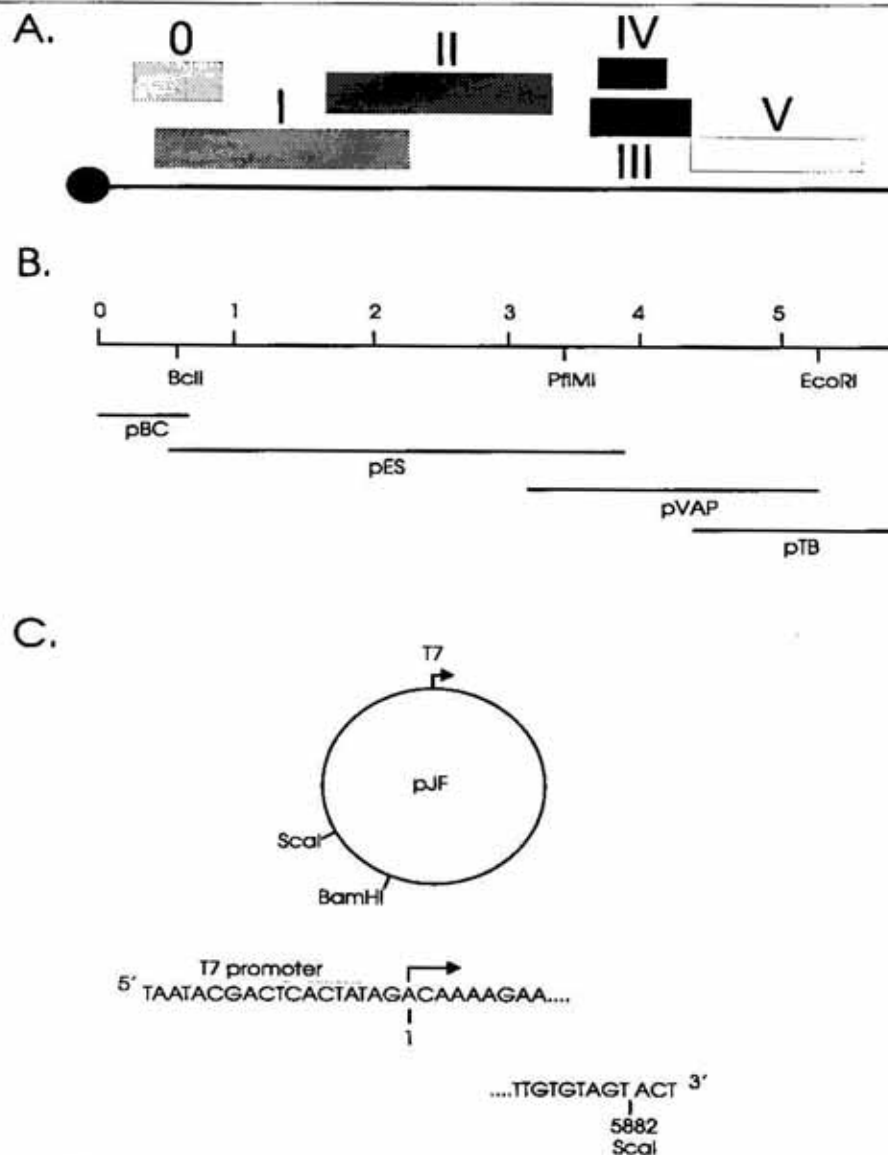 A.
0
I
II
IV
III
V
B.
0 1 2 3 4 5
BclI PflMI EcoRI
pBC
pES
pVAP
pTB
C.
T7
pJF
ScaI
BamHI
T7 promoter
5′ TAATACGACTCACTATAGACAAAAGAA....
1
....TTGTGTAGT ACT 3′
5882
ScaI